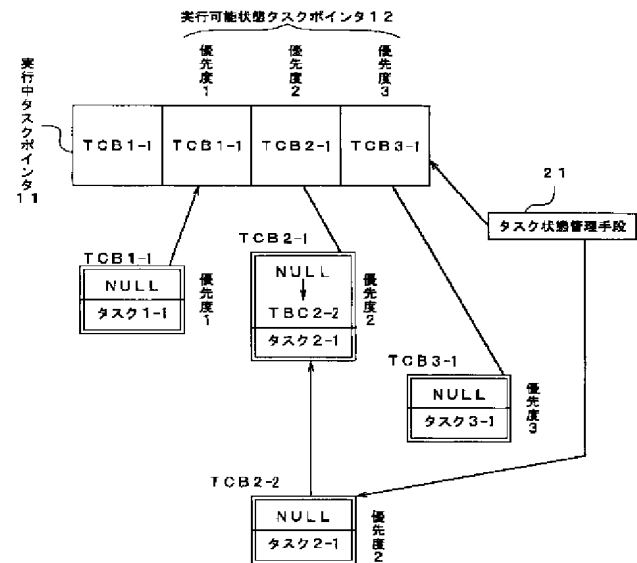 実行可能状態タスクポインタ12
優先度1
優先度2
優先度3
実行中タスクポインタ11
TCB1-1
TCB1-1
TCB2-1
TCB3-1
21
タスク状態管理手段
TCB1-1
NULL
タスク1-1
優先度1
TCB2-1
NULL
TBC2-2
タスク2-1
優先度2
TCB3-1
NULL
タスク3-1
優先度3
TCB2-2
NULL
タスク2-1
優先度2